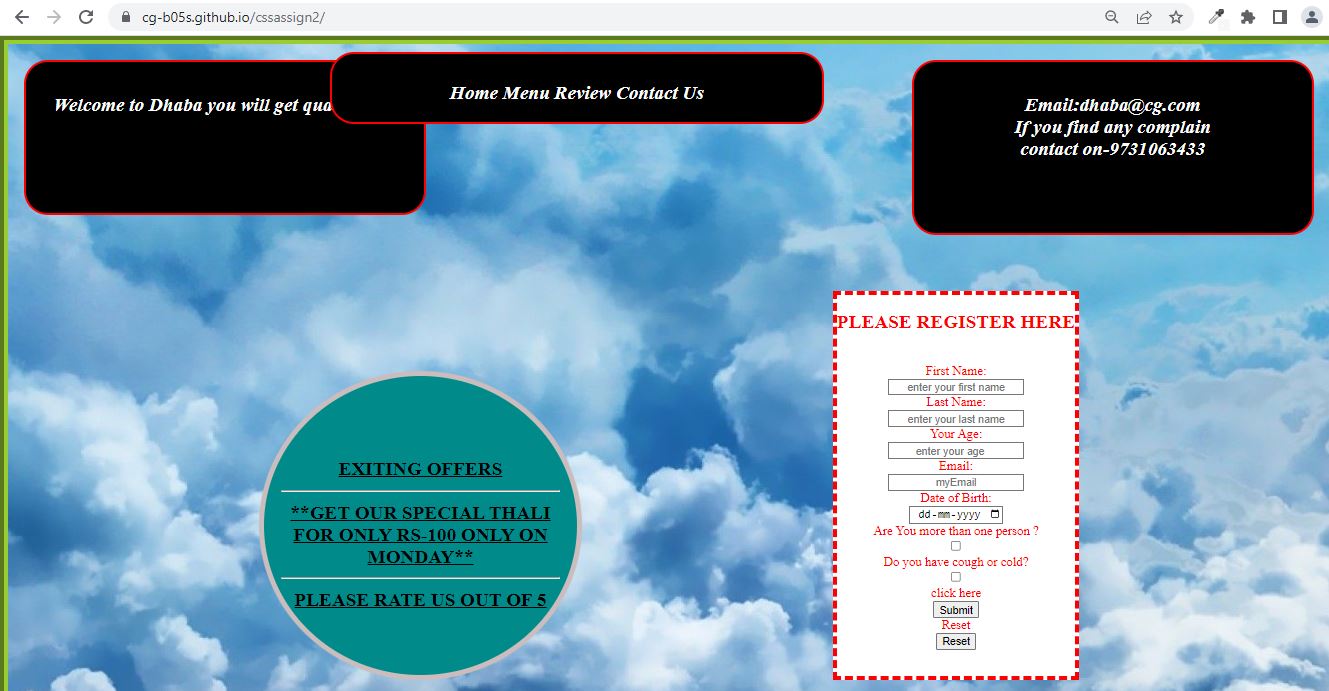 cg-b05s.github.io/cssassign2/
Welcome to Dhaba you will get
Home Menu Review Contact Us
Email:dhaba@cg.com
If you find any complain
contact on-9731063433
EXITING OFFERS
**GET OUR SPECIAL THALI
FOR ONLY RS-100 ONLY ON
MONDAY**
PLEASE RATE US OUT OF 5
PLEASE REGISTER HERE
First Name:
enter your first name
Last Name:
enter your last name
Your Age:
enter your age
Email:
myEmail
Date of Birth:
dd-mm-yyyy
Are You more than one person ?
Do you have cough or cold?
click here
Submit
Reset
Reset